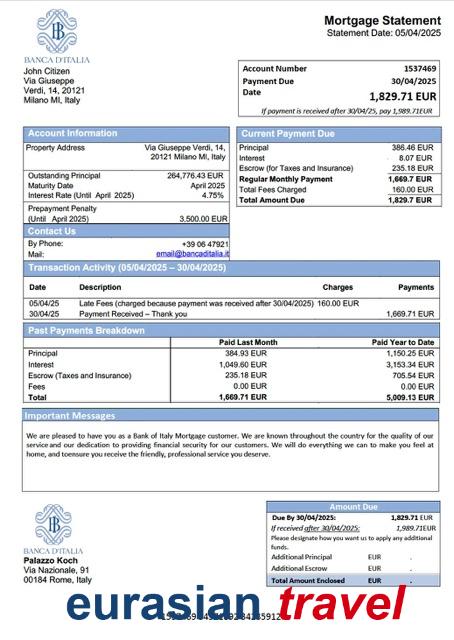 Mortgage Statement
Statement Date: 05/04/2025
BANCA D'ITALIA
John Citizen
Via Giuseppe
Verdi, 14, 20121
Milano MI, Italy
Account Number 1537469
Payment Due 30/04/2025
Date 1,829.71 EUR
If payment is received after 30/04/2025, pay 1,989.71EUR
Account Information
Property Address Via Giuseppe Verdi, 14,
20121 Milano MI, Italy
Outstanding Principal 264,776.43 EUR
Maturity Date April 2025
Interest Rate (Until April 2025) 4.75%
Prepayment Penalty
(Until April 2025) 3,500.00 EUR
Contact Us
By Phone: +39 06 47921
Mail: email@bancaditalia.it
Current Payment Due
Principal 386.46 EUR
Interest 8.07 EUR
Escrow (for Taxes and Insurance) 235.18 EUR
Regular Monthly Payment 1,669.7 EUR
Total Fees Charged 160.00 EUR
Total Amount Due 1,829.7 EUR
Transaction Activity (05/04/2025 – 30/04/2025)
Date Description Charges Payments
05/04/25 Late Fees (charged because payment was received after 30/04/2025) 160.00 EUR
30/04/25 Payment Received – Thank you 1,669.71 EUR
Past Payments Breakdown
Paid Last Month Paid Year to Date
Principal 384.93 EUR 1,150.25 EUR
Interest 1,049.60 EUR 3,153.34 EUR
Escrow (Taxes and Insurance) 235.18 EUR 705.54 EUR
Fees 0.00 EUR 0.00 EUR
Total 1,669.71 EUR 5,009.13 EUR
Important Messages
We are pleased to have you as a Bank of Italy Mortgage customer. We are known throughout the country for the quality of our
service and our dedication to providing financial security for our customers. We will do everything we can to make you feel at
home, and toensure you receive the friendly, professional service you deserve.
BANCA D'ITALIA
Palazzo Koch
Via Nazionale, 91
00184 Rome, Italy
Amount Due
Due By 30/04/2025: 1,829.71 EUR
If received after 30/04/2025: 1,989.71EUR
Please designate how you want us to apply any additional
funds.
Additional Principal EUR .
Additional Escrow EUR .
Total Amount Enclosed EUR .
eurasian travel